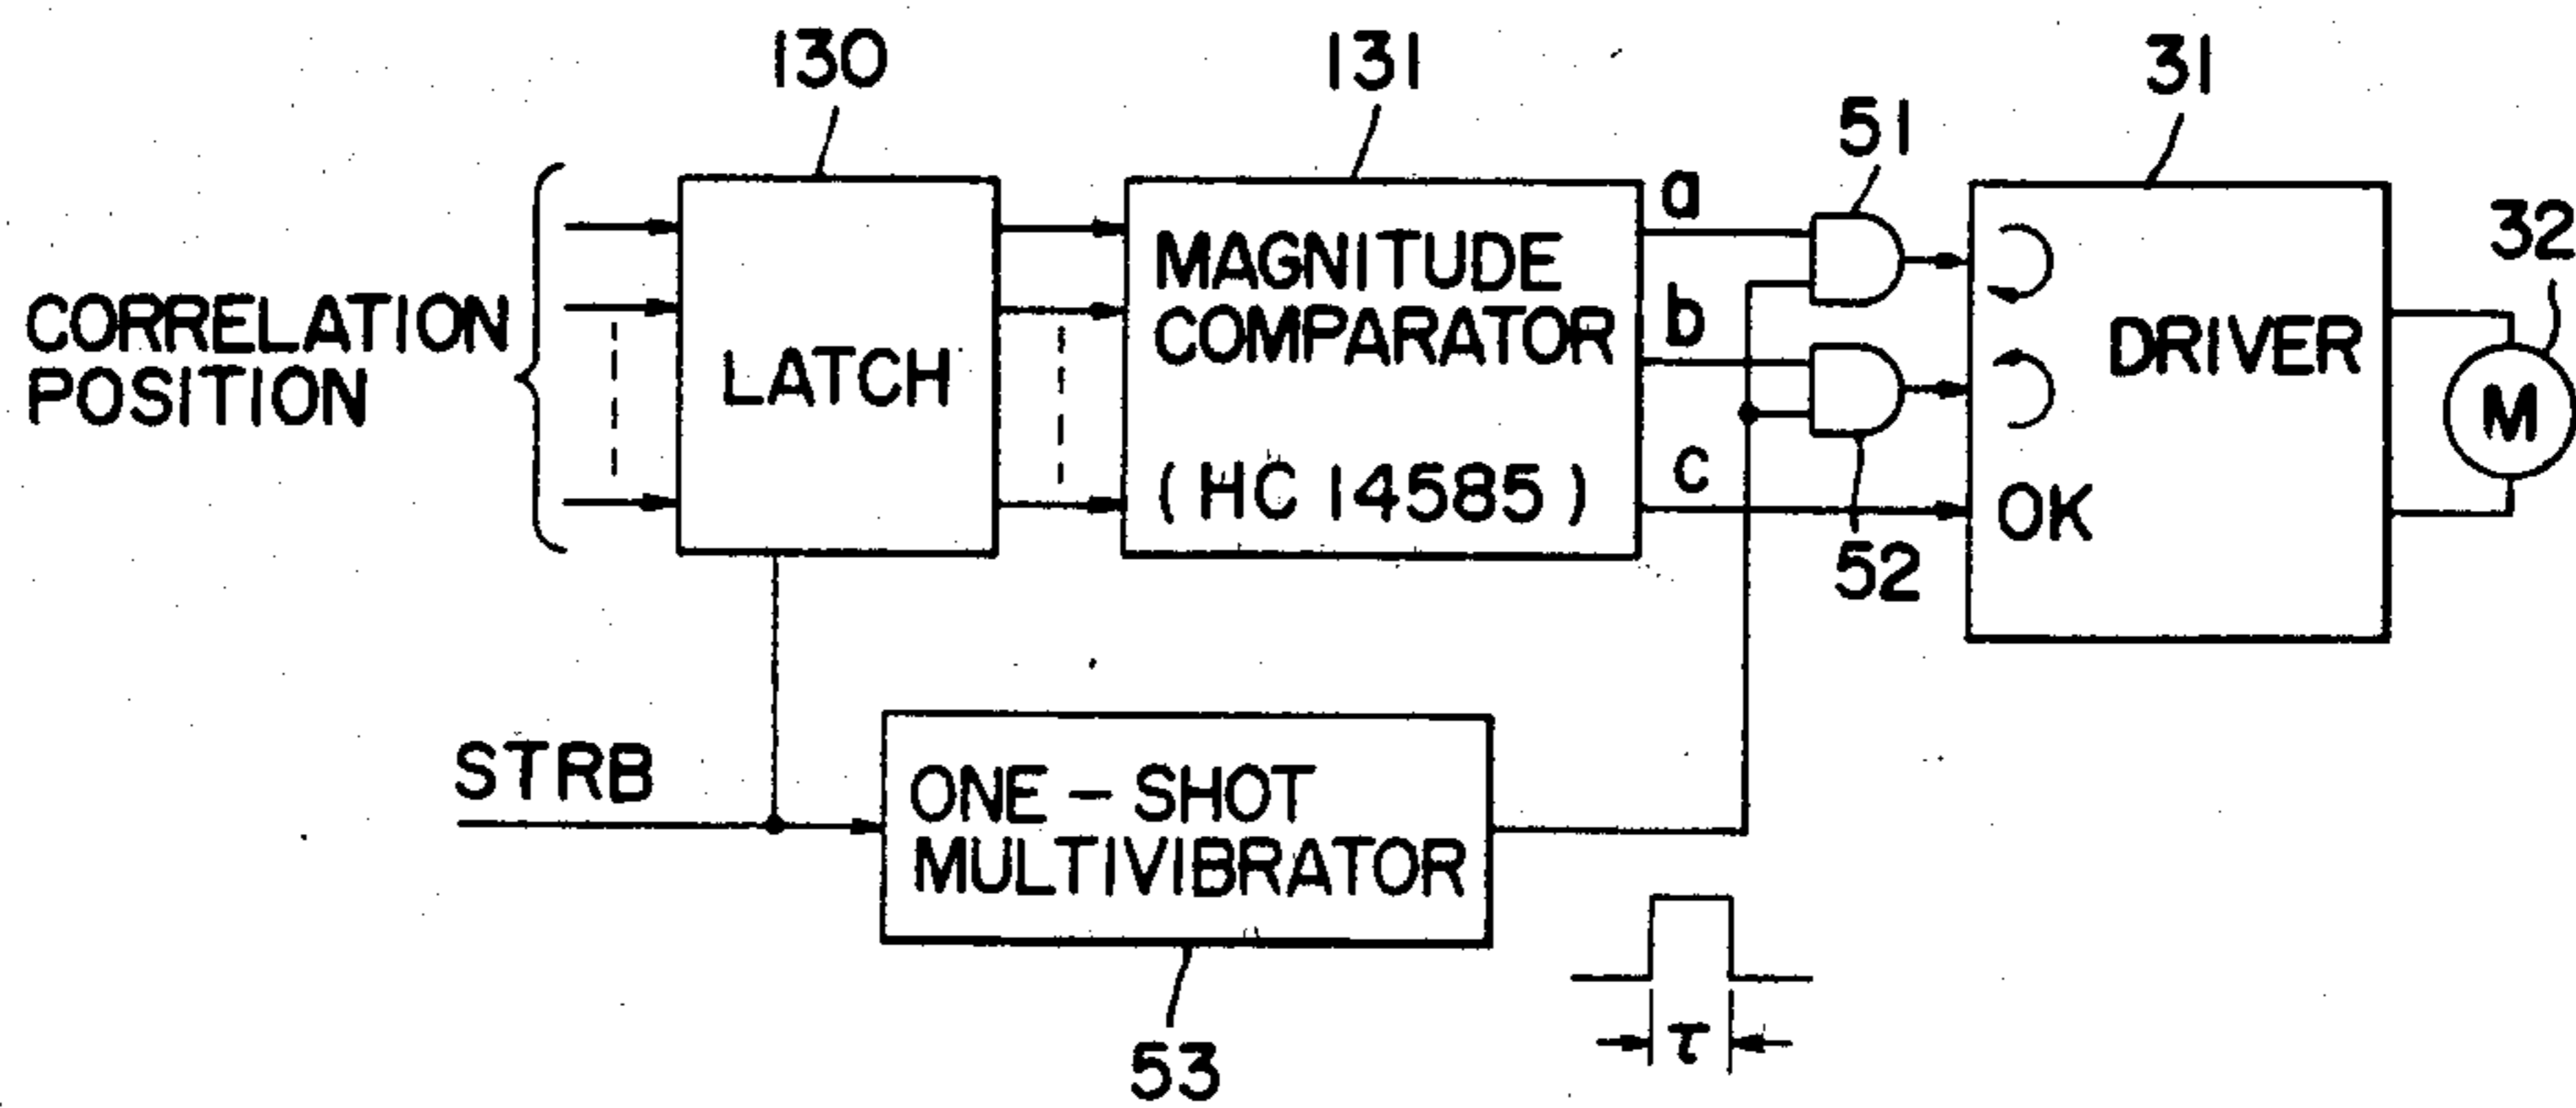 130
131
31
51
32
a
MAGNITUDE
COMPARATOR
b
CORRELATION
POSITION
LATCH
DRIVER
M
(HC 14585)
c
OK
52
STRB
ONE-SHOT
MULTIVIBRATOR
53
τ